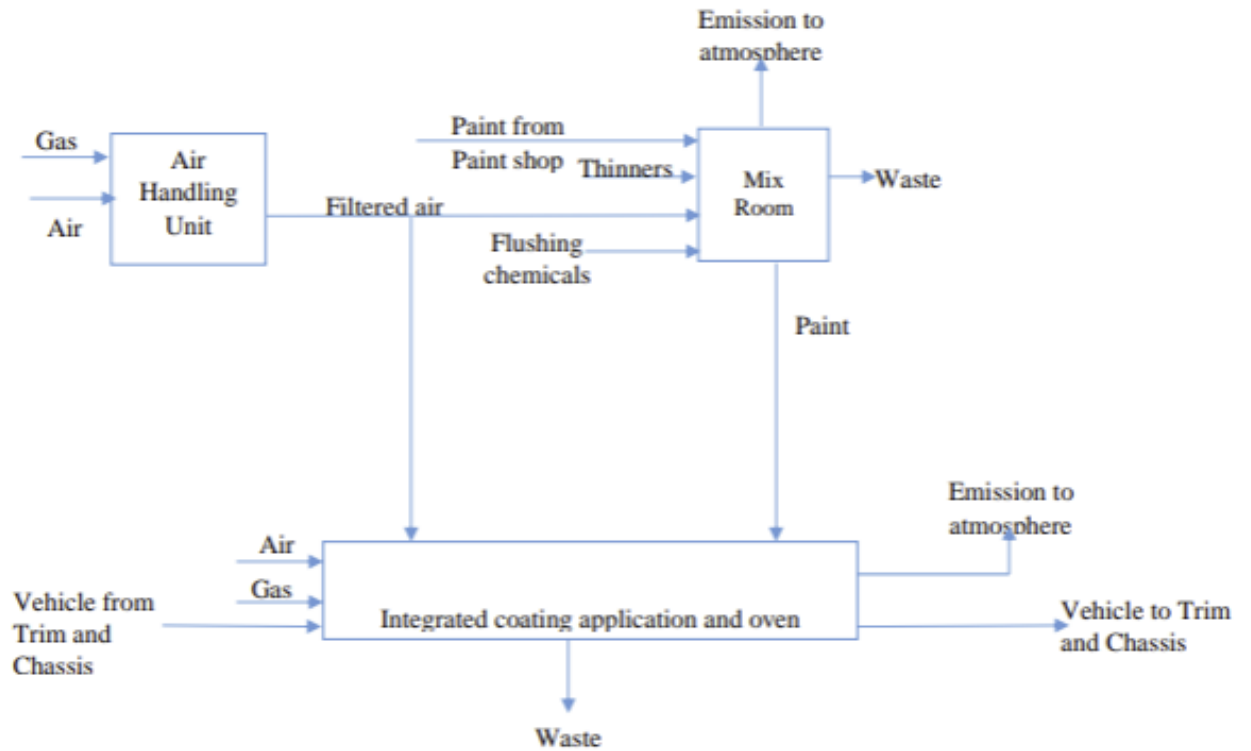 Emission to
atmosphere
Gas
Air
Handling
Unit
Air
Paint from
Paint shop
Thinners
Filtered air
Flushing
chemicals
Mix
Room
Waste
Paint
Emission to
atmosphere
Air
Gas
Vehicle from
Trim and
Chassis
Integrated coating application and oven
Vehicle to Trim
and Chassis
Waste